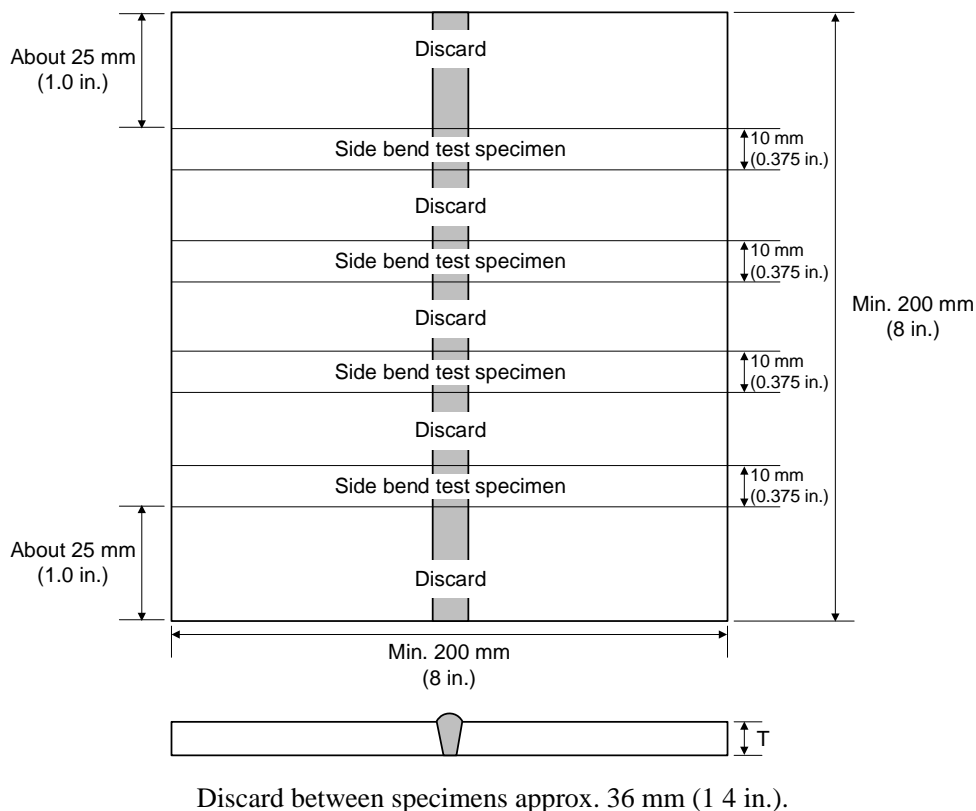 About 25 mm
(1.0 in.)
Discard
Side bend test specimen
10 mm
(0.375 in.)
Discard
Side bend test specimen
10 mm
(0.375 in.)
Min. 200 mm
(8 in.)
Discard
Side bend test specimen
10 mm
(0.375 in.)
Discard
Side bend test specimen
10 mm
(0.375 in.)
About 25 mm
(1.0 in.)
Discard
Min. 200 mm
(8 in.)
T
Discard between specimens approx. 36 mm (1 4 in.).